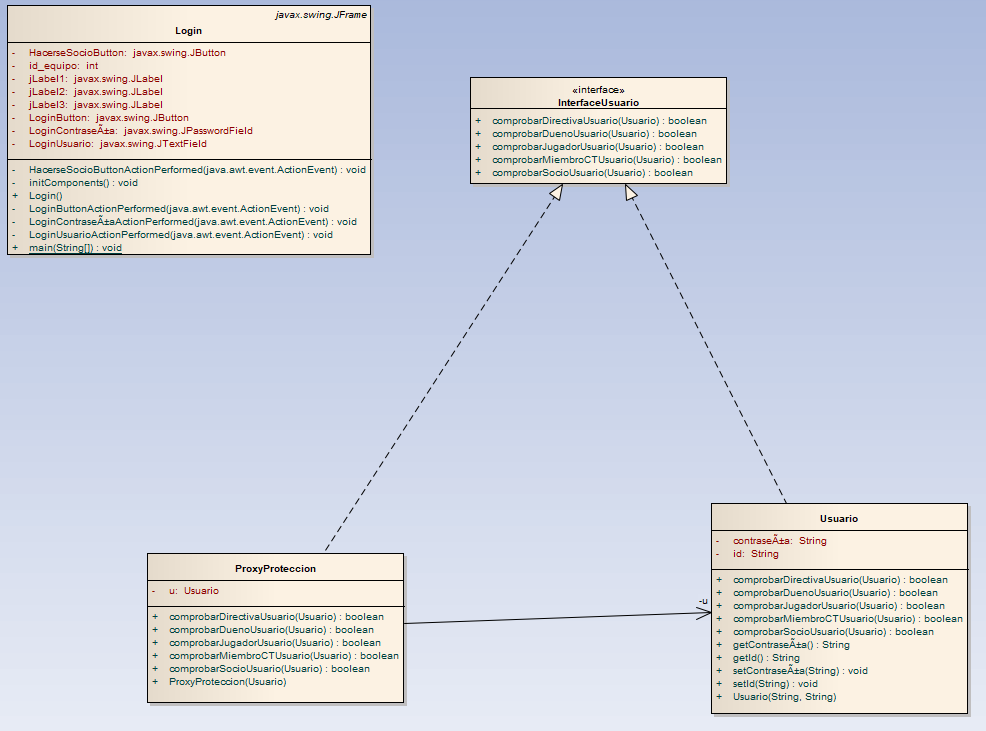 javax.swing.JFrame
Login
- HacerseSocioButton: javax.swing.JButton
- id_equipo: int
- jLabel1: javax.swing.JLabel
- jLabel2: javax.swing.JLabel
- jLabel3: javax.swing.JLabel
- LoginButton: javax.swing.JButton
- LoginContraseÃ±a: javax.swing.JPasswordField
- LoginUsuario: javax.swing.JTextField
- HacerseSocioButtonActionPerformed(java.awt.event.ActionEvent) : void
- initComponents() : void
+ Login()
- LoginButtonActionPerformed(java.awt.event.ActionEvent) : void
- LoginContraseÃ±aActionPerformed(java.awt.event.ActionEvent) : void
- LoginUsuarioActionPerformed(java.awt.event.ActionEvent) : void
+ main(String[]) : void
«interface»
InterfaceUsuario
+ comprobarDirectivaUsuario(Usuario) : boolean
+ comprobarDuenoUsuario(Usuario) : boolean
+ comprobarJugadorUsuario(Usuario) : boolean
+ comprobarMiembroCTUsuario(Usuario) : boolean
+ comprobarSocioUsuario(Usuario) : boolean
ProxyProteccion
- u: Usuario
+ comprobarDirectivaUsuario(Usuario) : boolean
+ comprobarDuenoUsuario(Usuario) : boolean
+ comprobarJugadorUsuario(Usuario) : boolean
+ comprobarMiembroCTUsuario(Usuario) : boolean
+ comprobarSocioUsuario(Usuario) : boolean
+ ProxyProteccion(Usuario)
-u
Usuario
- contraseÃ±a: String
- id: String
+ comprobarDirectivaUsuario(Usuario) : boolean
+ comprobarDuenoUsuario(Usuario) : boolean
+ comprobarJugadorUsuario(Usuario) : boolean
+ comprobarMiembroCTUsuario(Usuario) : boolean
+ comprobarSocioUsuario(Usuario) : boolean
+ getContraseÃ±a() : String
+ getId() : String
+ setContraseÃ±a(String) : void
+ setId(String) : void
+ Usuario(String, String)